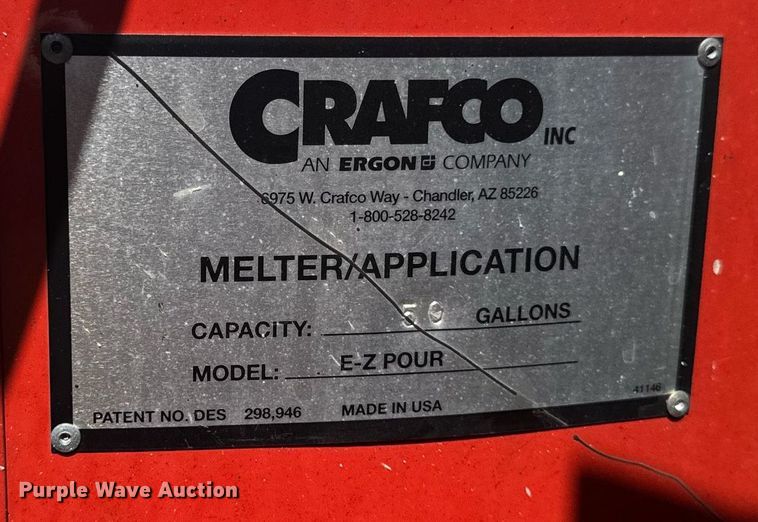 CRAFCO INC
AN ERGON COMPANY
6975 W. Crafco Way - Chandler, AZ 85226
1-800-528-8242
MELTER/APPLICATION
CAPACITY: 50 GALLONS
MODEL: E-Z POUR
41146
PATENT NO. DES 298,946 MADE IN USA
Purple Wave Auction